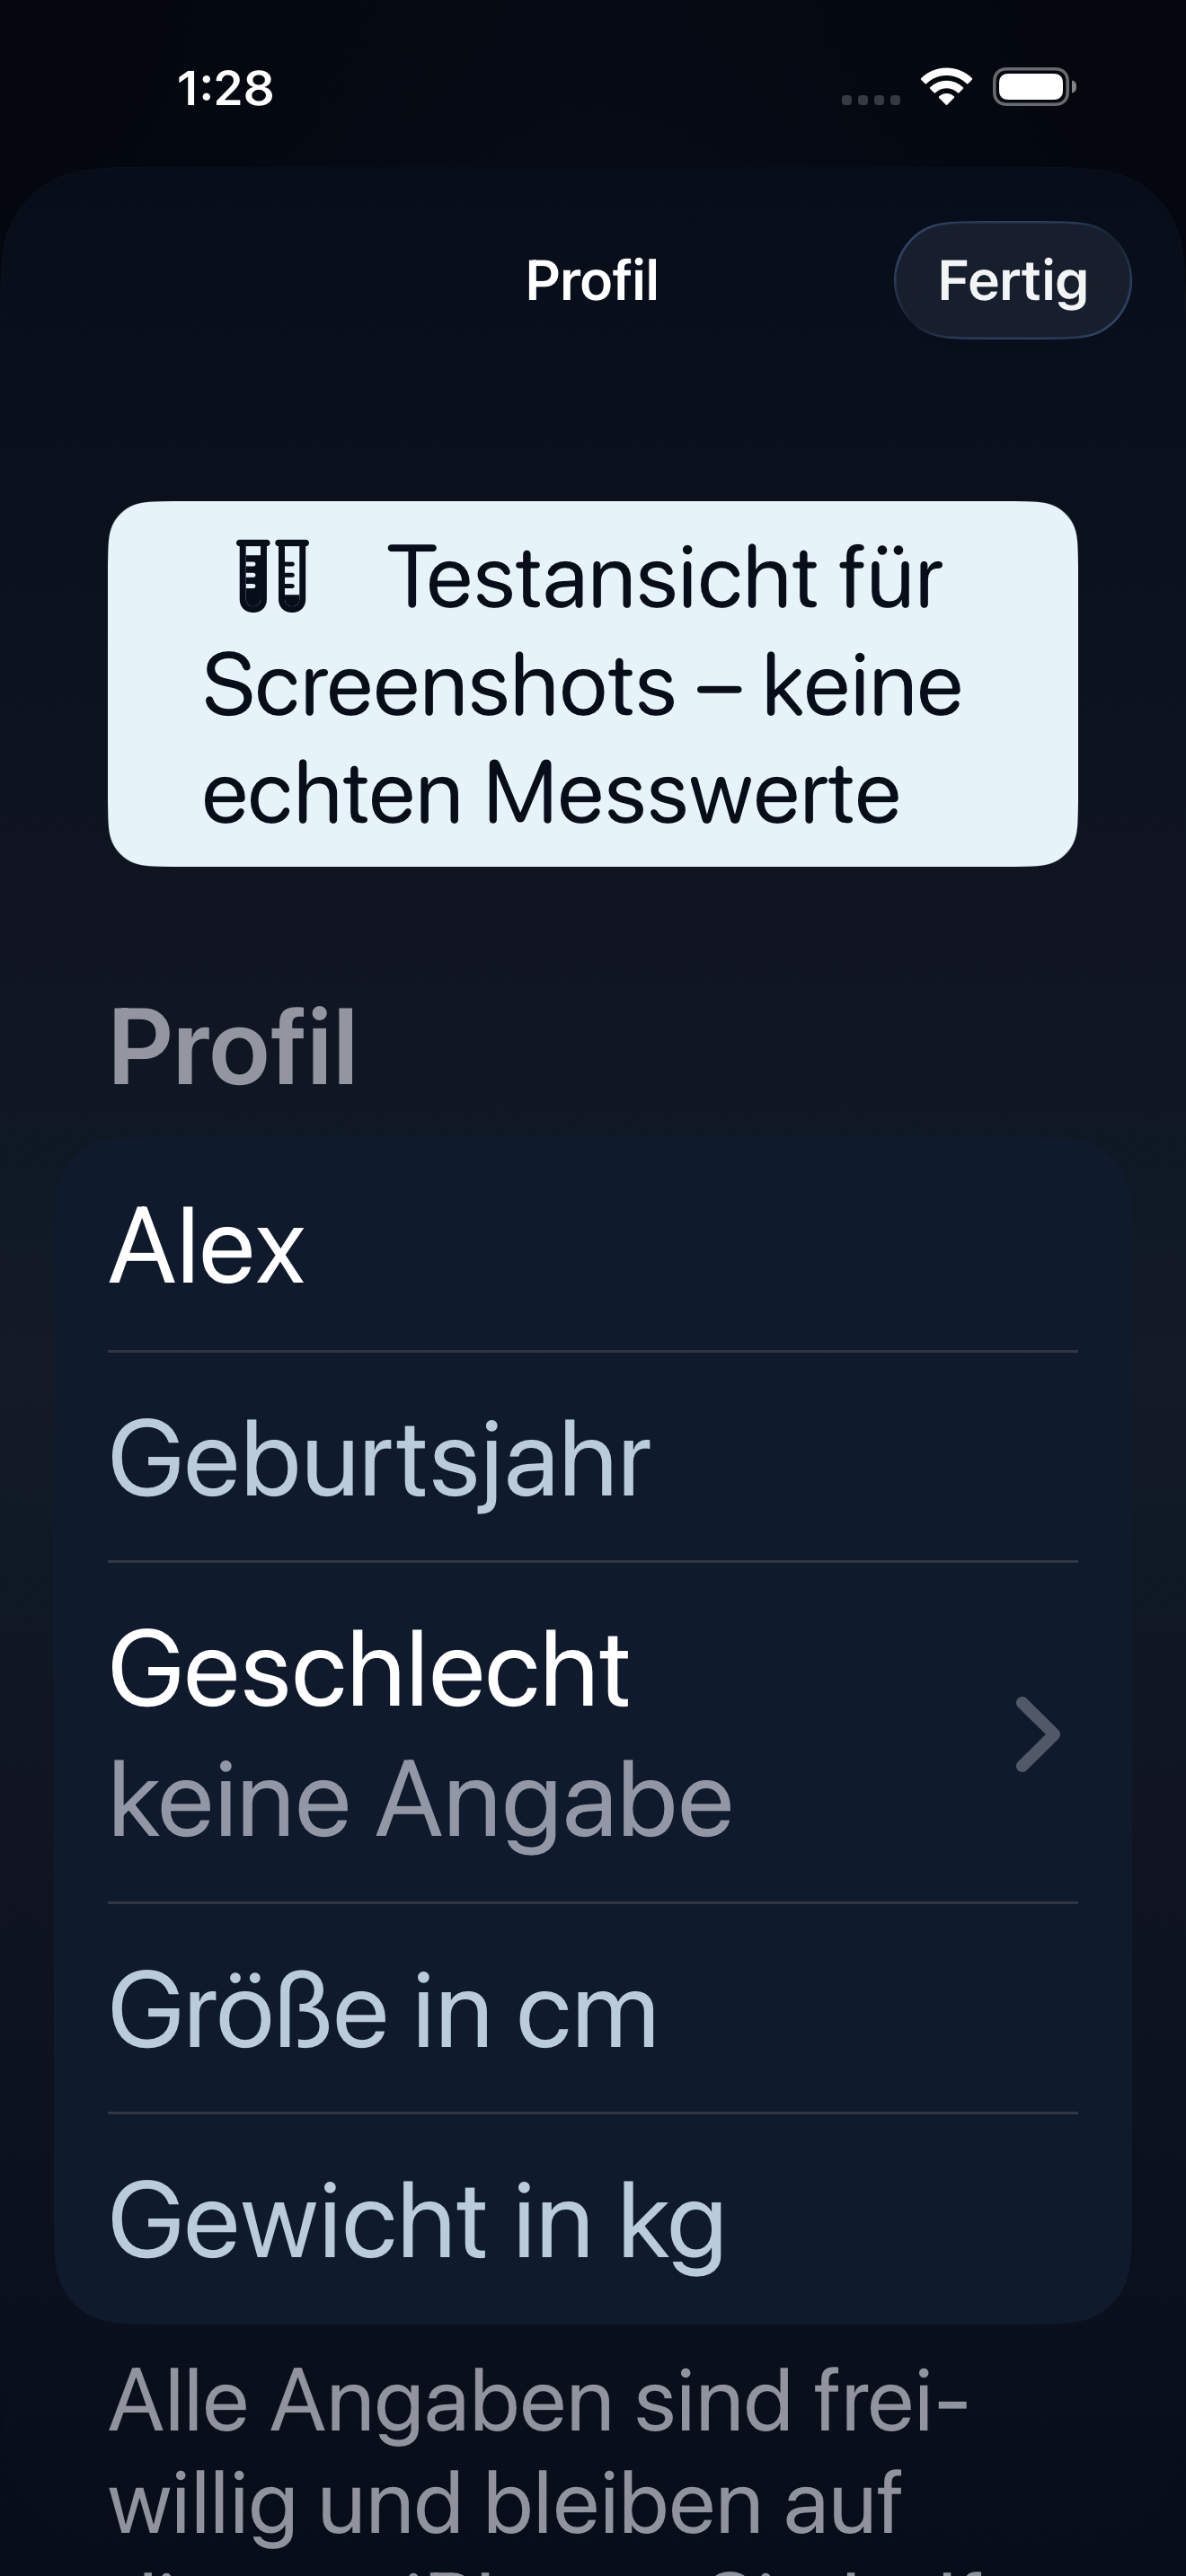 1:28
Profil
Fertig
Testansicht für
Screenshots – keine
echten Messwerte
Profil
Alex
Geburtsjahr
Geschlecht
keine Angabe
Größe in cm
Gewicht in kg
Alle Angaben sind frei-
willig und bleiben auf